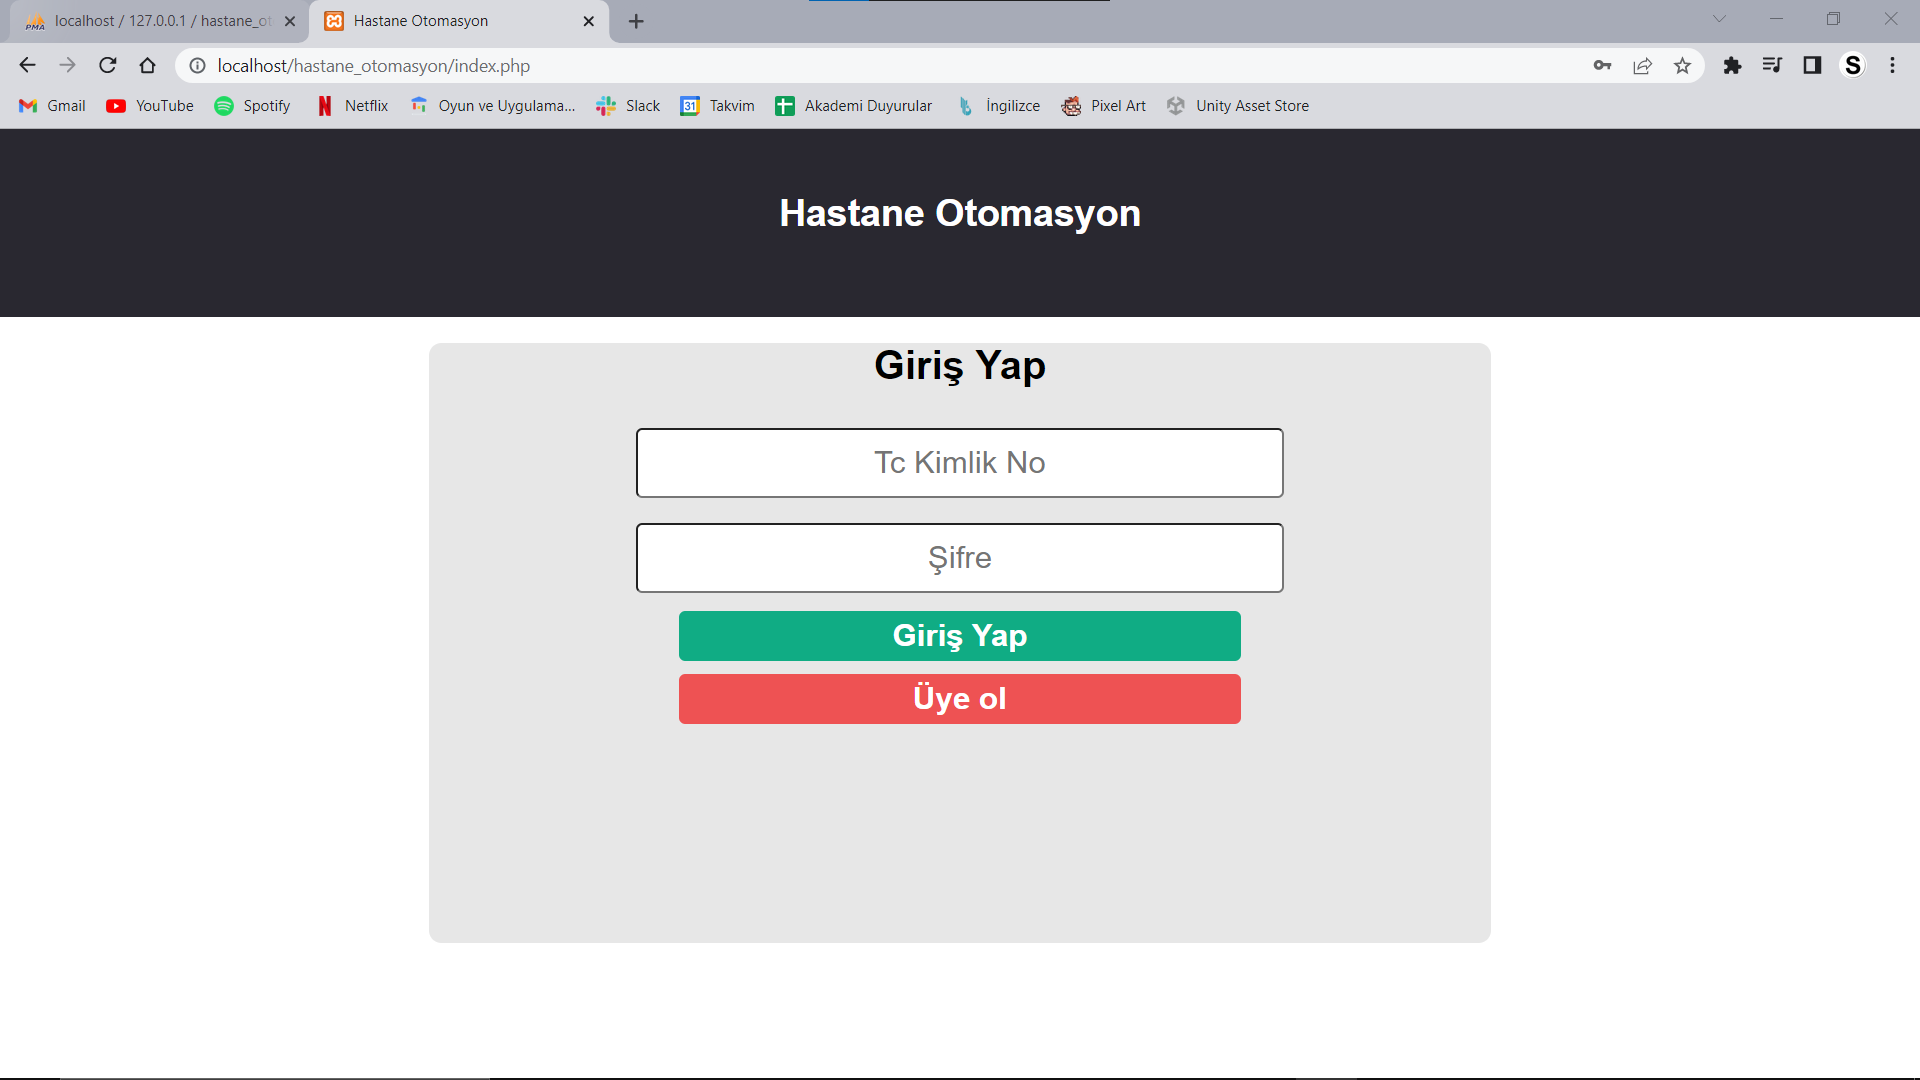 PMA localhost / 127.0.0.1 / hastane_ot
Hastane Otomasyon
localhost/hastane_otomasyon/index.php
S
Gmail YouTube Spotify Netflix Oyun ve Uygulama... Slack 31 Takvim Akademi Duyurular İngilizce Pixel Art Unity Asset Store
Hastane Otomasyon
Giriş Yap
Tc Kimlik No
Şifre
Giriş Yap
Üye ol